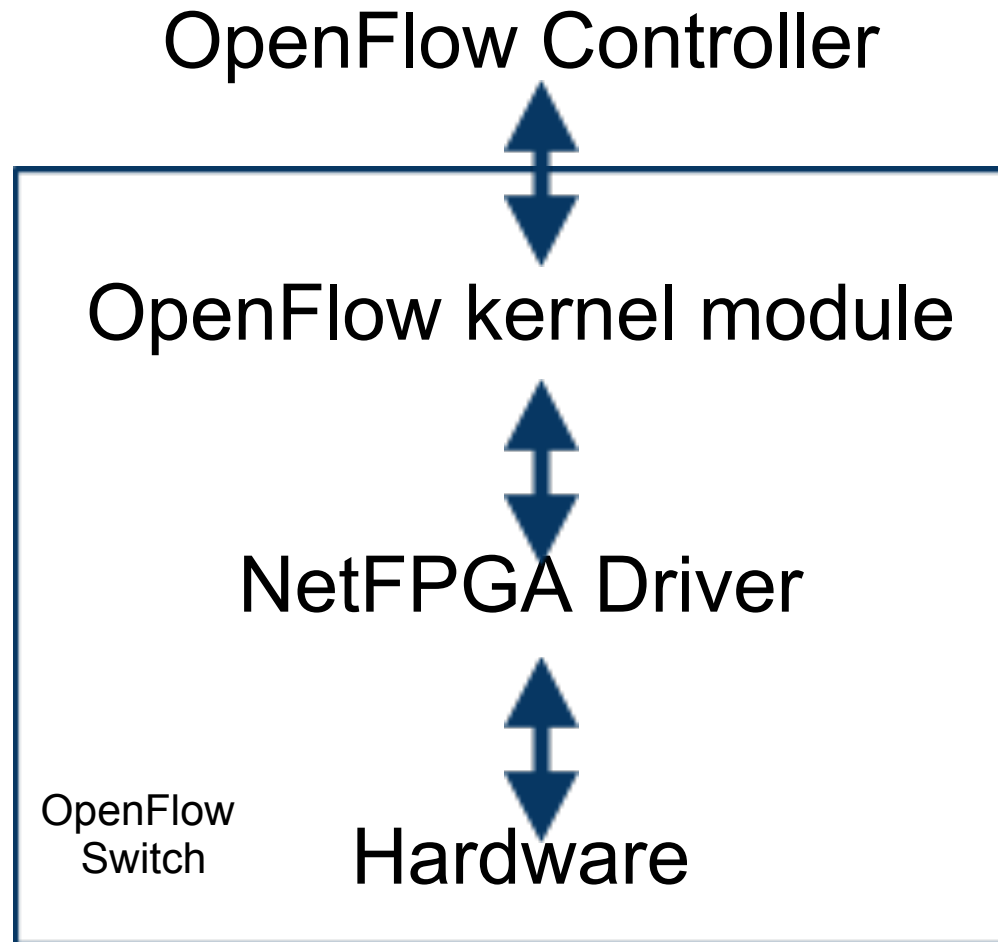 OpenFlow Controller
OpenFlow kernel module
NetFPGA Driver
OpenFlow
Switch
Hardware